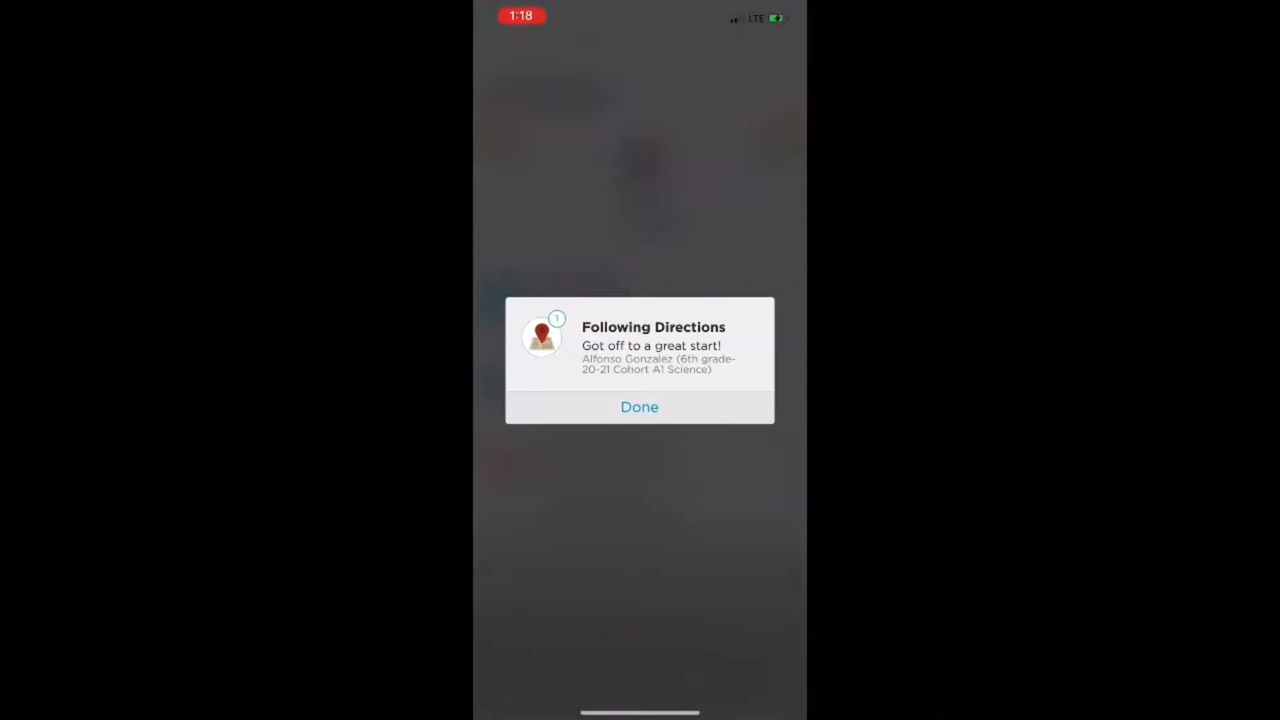 1:18
LTE
1
Following Directions
Got off to a great start!
Alfonso Gonzalez (6th grade-
20-21 Cohort A1 Science)
Done